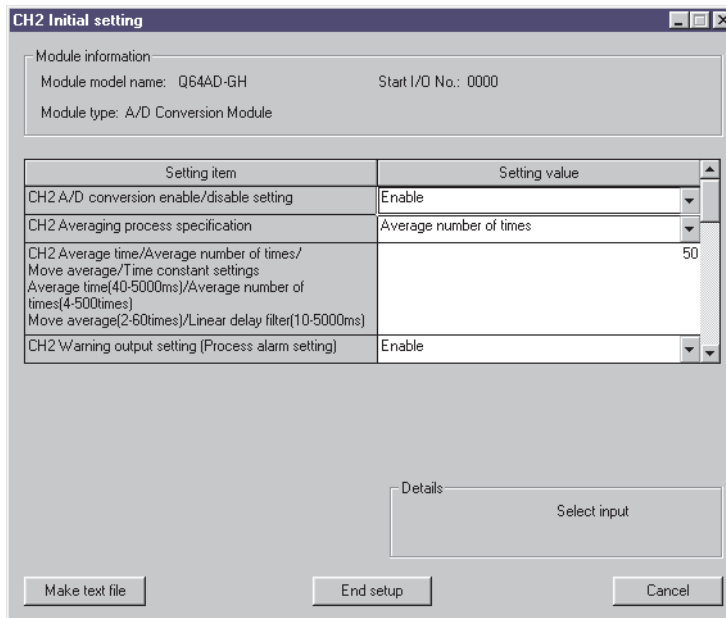 CH2 Initial setting
Module information
Module model name: Q64AD-GH Start I/O No.: 0000
Module type: A/D Conversion Module
Setting item Setting value
CH2 A/D conversion enable/disable setting Enable
CH2 Averaging process specification Average number of times
CH2 Average time/Average number of times/ 50
Move average/Time constant settings
Average time(40-5000ms)/Average number of
times(4-500times)
Move average(2-60times)/Linear delay filter(10-5000ms)
CH2 Warning output setting (Process alarm setting) Enable
Details
Select input
Make text file End setup Cancel